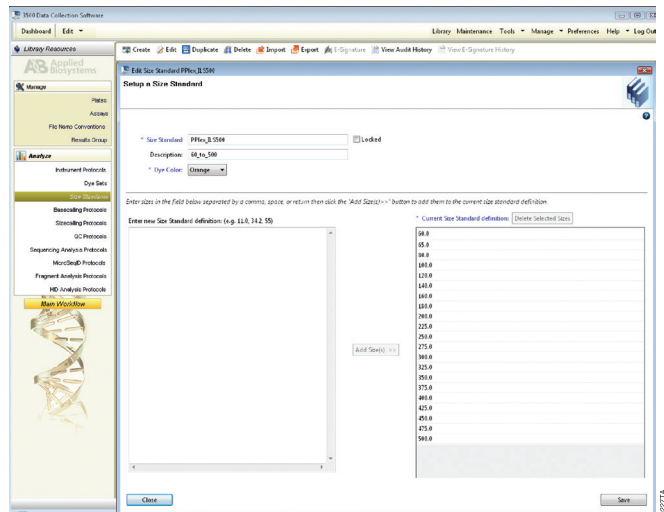 3500 Data Collection Software
Dashboard Edit
Library Maintenance Tools Manage Preferences Help Log Out
Library Resources
Create Edit Duplicate Delete Import Export E-Signature View Audit History View E-Signature History
AB Applied Biosystems
Edit Size Standard PPlex_ILS500
Setup a Size Standard
Manage
Plates
Assays
File Name Conventions
Results Group
Analyze
Instrument Protocols
Dye Sets
Size Standards
Basecalling Protocols
Sizecalling Protocols
QC Protocols
Sequencing Analysis Protocols
MicroSeqID Protocols
Fragment Analysis Protocols
HID Analysis Protocols
Main Workflow
* Size Standard PPlex_ILS500 Locked
Description: 60_to_500
* Dye Color: Orange
Enter sizes in the field below separated by a comma, space, or return then click the "Add Size(s)>>" button to add them to the current size standard definition.
Enter new Size Standard definition: (e.g. 11.0, 34.2, 55)
* Current Size Standard definition: Delete Selected Sizes
60.0
65.0
80.0
100.0
120.0
140.0
160.0
180.0
200.0
225.0
250.0
275.0
300.0
325.0
350.0
375.0
400.0
425.0
450.0
475.0
500.0
Add Size(s) >>
Close
Save